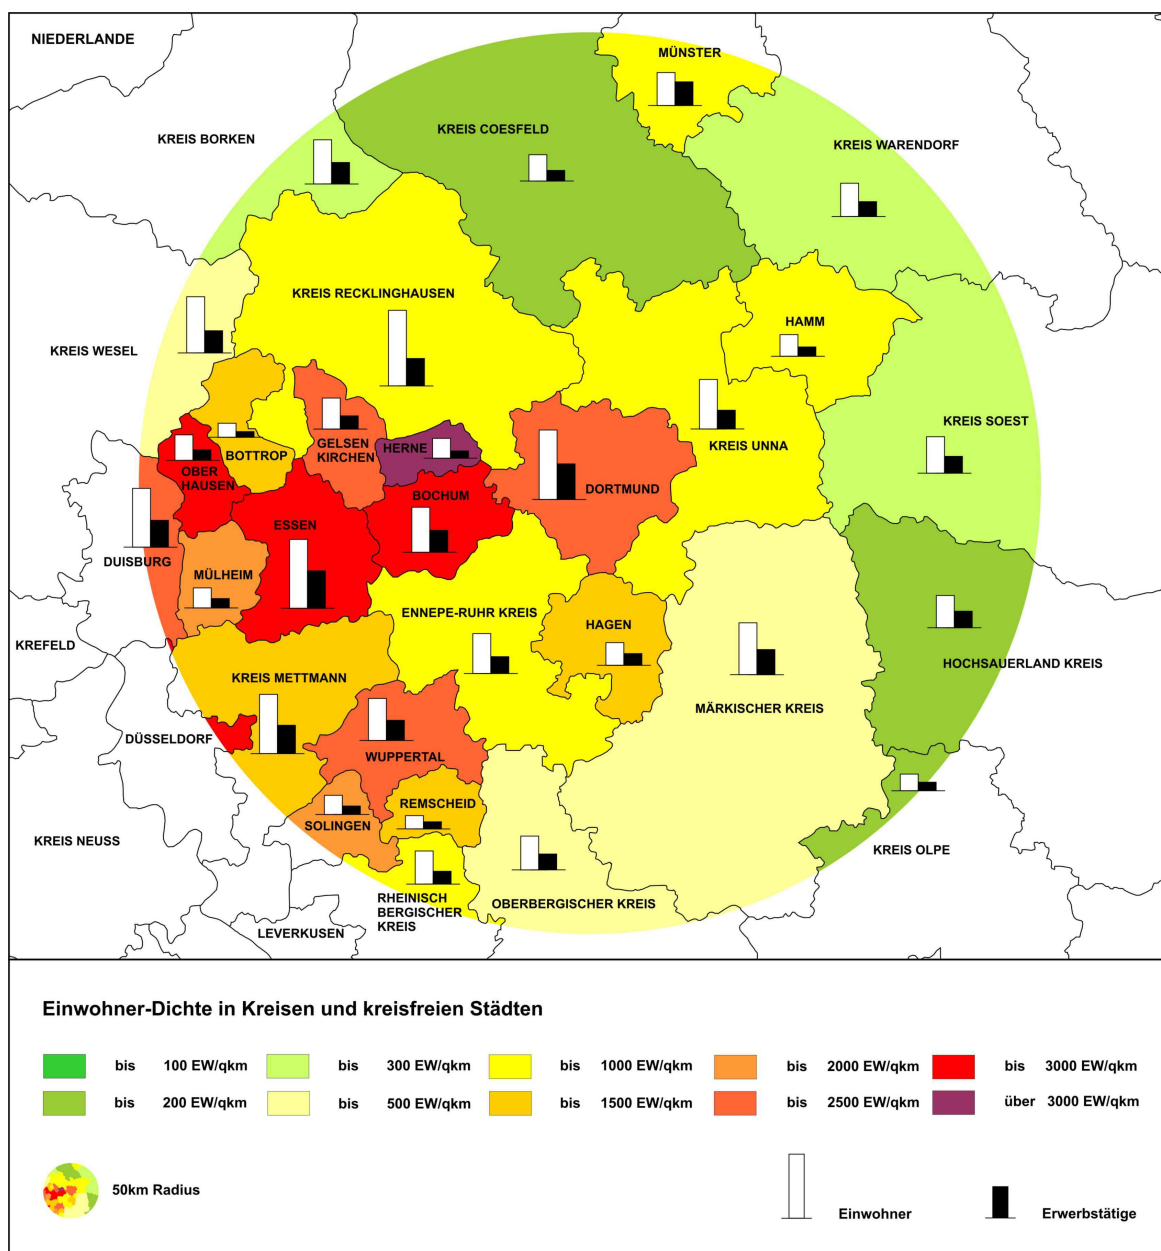 NIEDERLANDE
MÜNSTER
KREIS COESFELD
KREIS BORKEN
KREIS WARENDORF
KREIS RECKLINGHAUSEN
HAMM
KREIS WESEL
KREIS SOEST
GELSEN
KIRCHEN
HERNE
KREIS UNNA
BOTTROP
OBER
HAUSEN
BOCHUM
DORTMUND
ESSEN
DUISBURG
MÜLHEIM
ENNEPE-RUHR KREIS
HAGEN
KREFELD
HOCHSAUERLAND KREIS
KREIS METTMANN
MÄRKISCHER KREIS
DÜSSELDORF
WUPPERTAL
REMSCHEID
SOLINGEN
KREIS NEUSS
KREIS OLPE
RHEINISCH
BERGISCHER
KREIS
OBERBERGISCHER KREIS
LEVERKUSEN
Einwohner-Dichte in Kreisen und kreisfreien Städten
bis 100 EW/qkm bis 300 EW/qkm bis 1000 EW/qkm bis 2000 EW/qkm bis 3000 EW/qkm
bis 200 EW/qkm bis 500 EW/qkm bis 1500 EW/qkm bis 2500 EW/qkm über 3000 EW/qkm
50km Radius
Einwohner Erwerbstätige